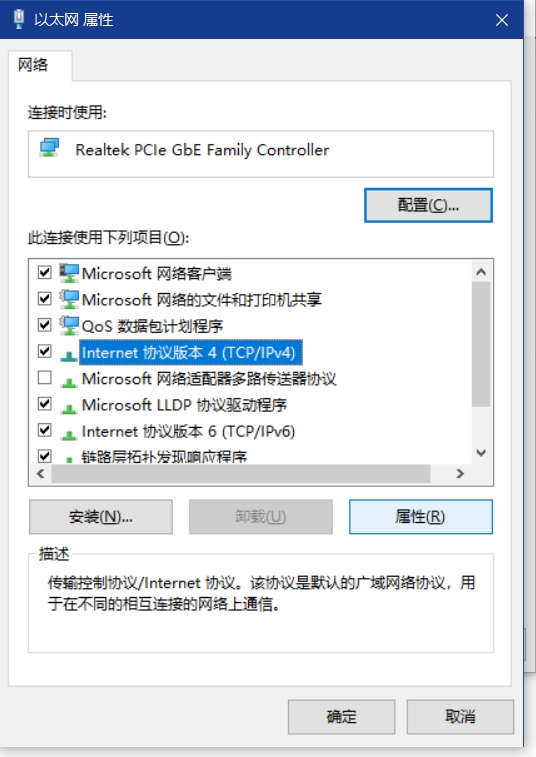 以太网 属性
网络
连接时使用:
Realtek PCIe GbE Family Controller
配置(C)...
此连接使用下列项目(O):
Microsoft 网络客户端
Microsoft 网络的文件和打印机共享
QoS 数据包计划程序
Internet 协议版本 4 (TCP/IPv4)
Microsoft 网络适配器多路传送器协议
Microsoft LLDP 协议驱动程序
Internet 协议版本 6 (TCP/IPv6)
链路层拓扑发现响应程序
安装(N)...
卸载(U)
属性(R)
描述
传输控制协议/Internet 协议。该协议是默认的广域网络协议，用
于在不同的相互连接的网络上通信。
确定
取消